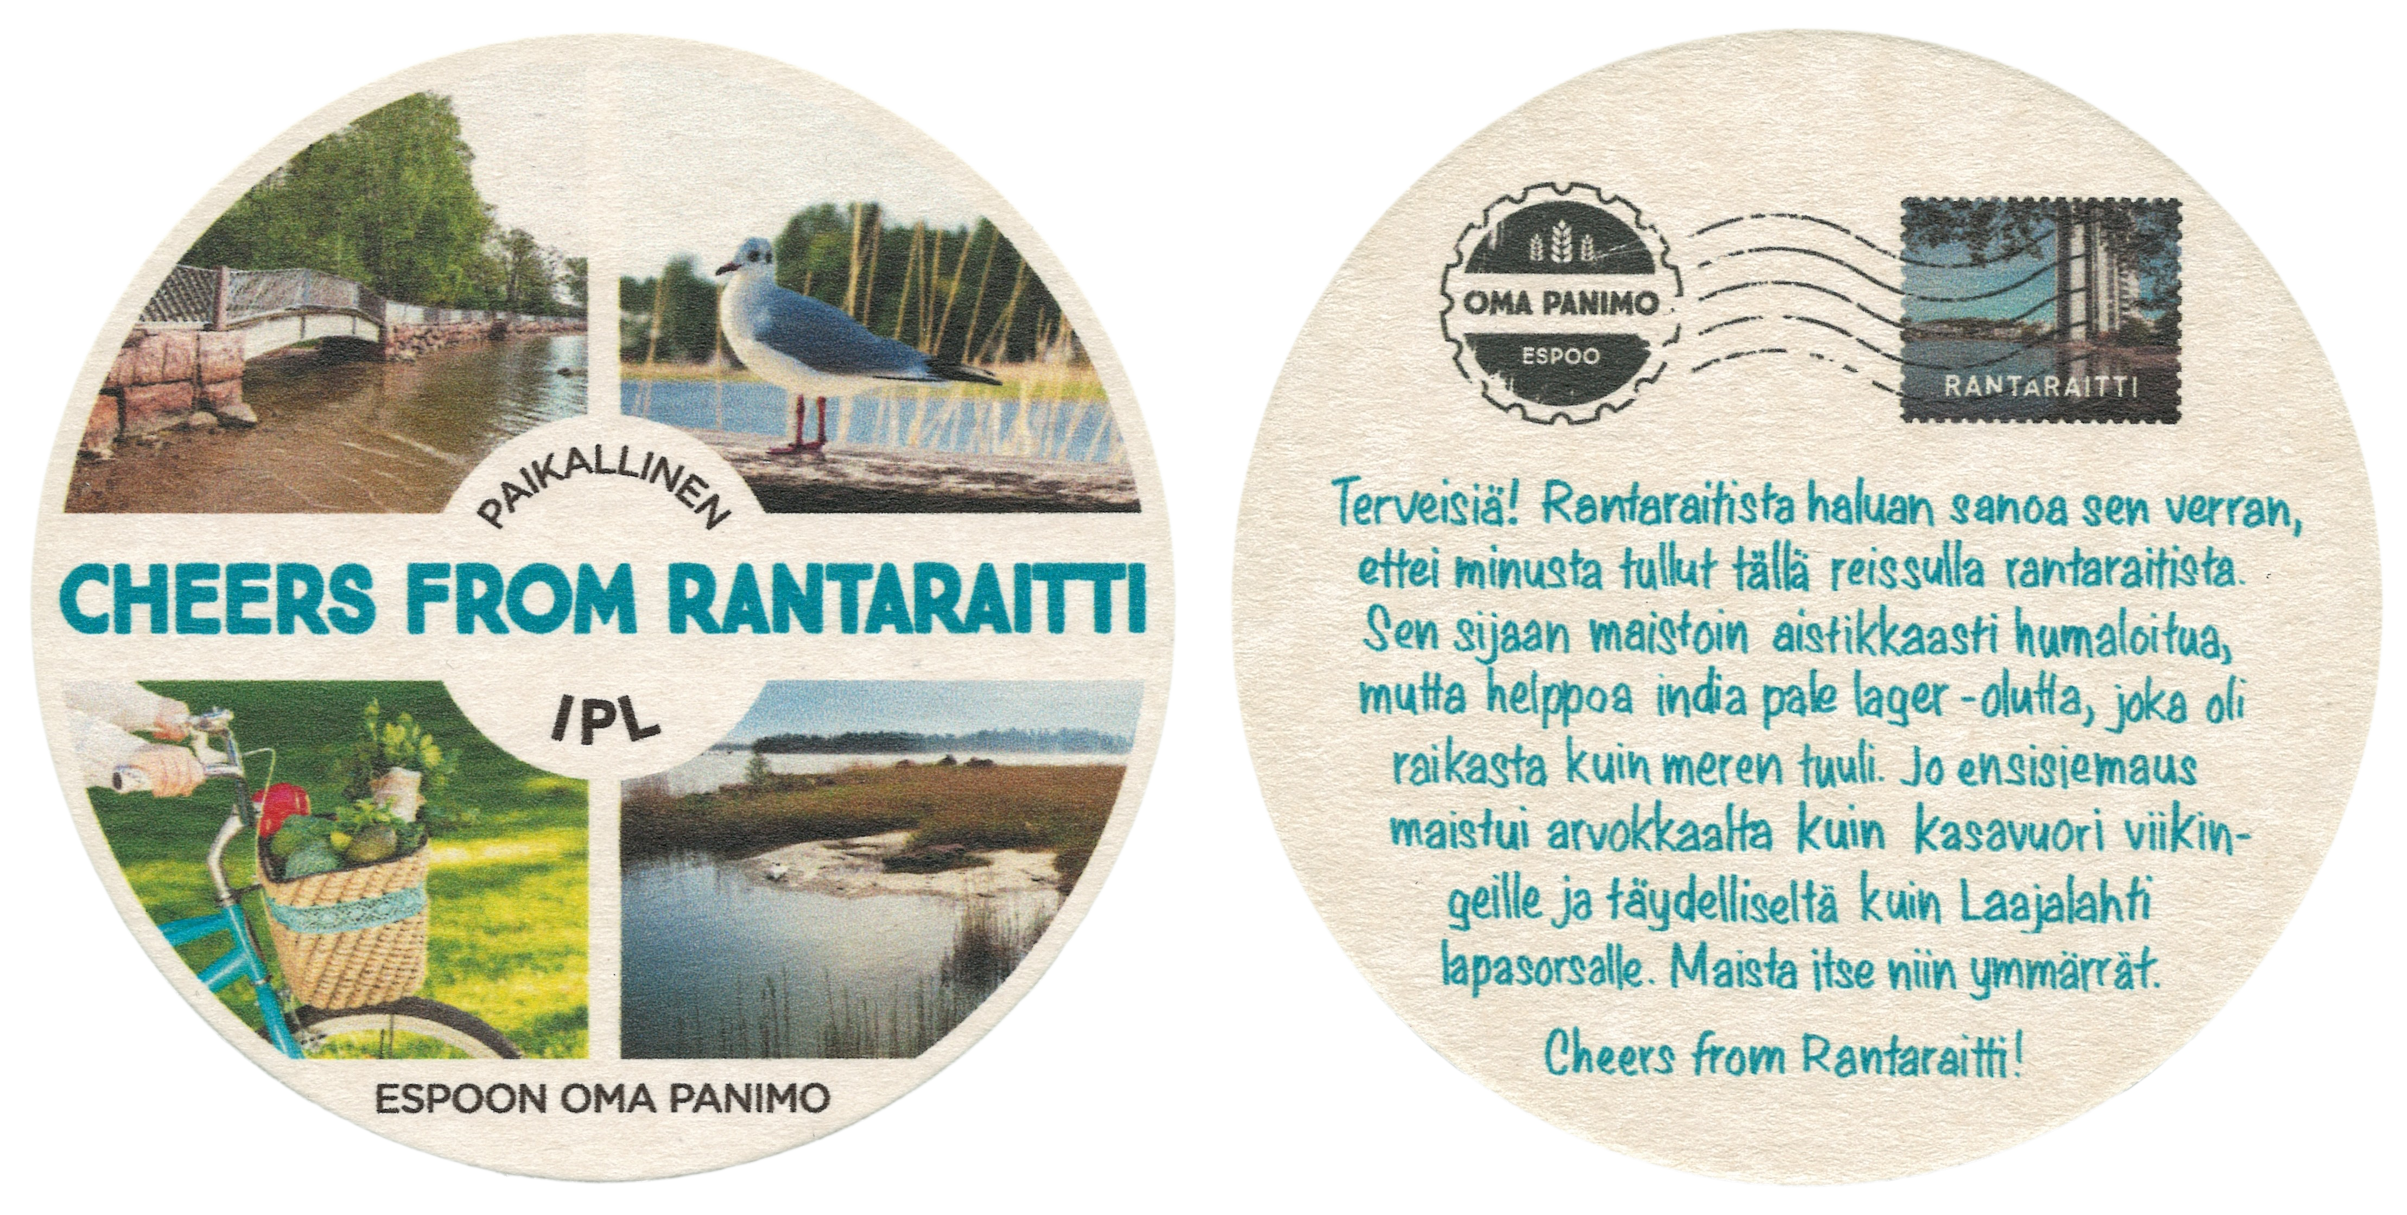 PAIKALLINEN
CHEERS FROM RANTARAITTI
IPL
ESPOON OMA PANIMO
OMA PANIMO
ESPOO
RANTARAITTI
Terveisiä! Rantaraitista haluan sanoa sen verran,
ettei minusta tullut tällä reissulla rantaraitista.
Sen sijaan maistoin aistikkaasti humaloitua,
mutta helppoa india pale lager -olutta, joka oli
raikasta kuin meren tuuli. Jo ensisiemaus
maistui arvokkaalta kuin Kasavuori viikin-
geille ja täydelliseltä kuin Laajalahti
lapasorsalle. Maista itse niin ymmärrät.
Cheers from Rantaraitti!